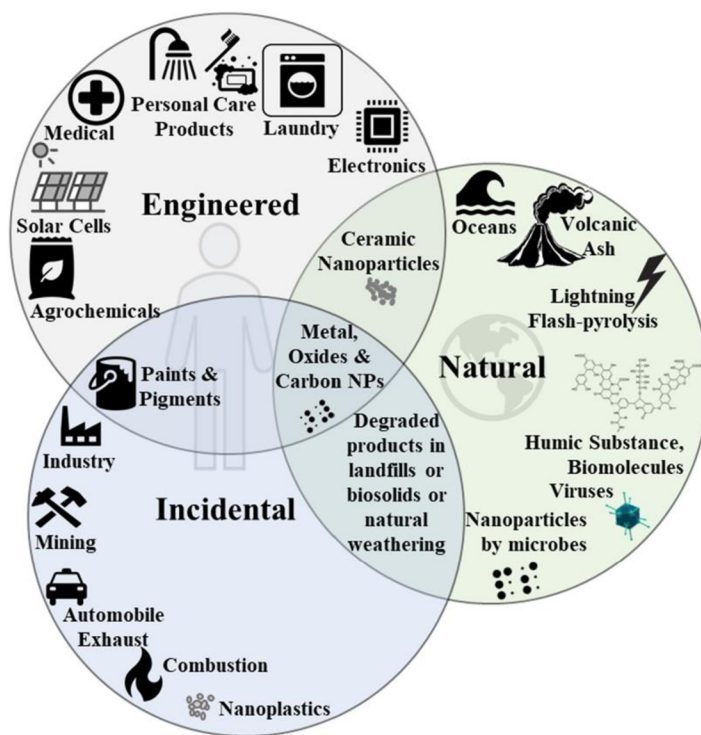 Personal Care
Products
Medical
Laundry
Electronics
Engineered
Solar Cells
Agrochemicals
Ceramic
Nanoparticles
Oceans
Volcanic
Ash
Lightning
Flash-pyrolysis
Metal,
Oxides &
Carbon NPs
Natural
Paints &
Pigments
Degraded
products in
landfills or
biosolids or
natural
weathering
Humic Substance,
Biomolecules
Viruses
Nanoparticles
by microbes
Industry
Incidental
Mining
Automobile
Exhaust
Combustion
Nanoplastics